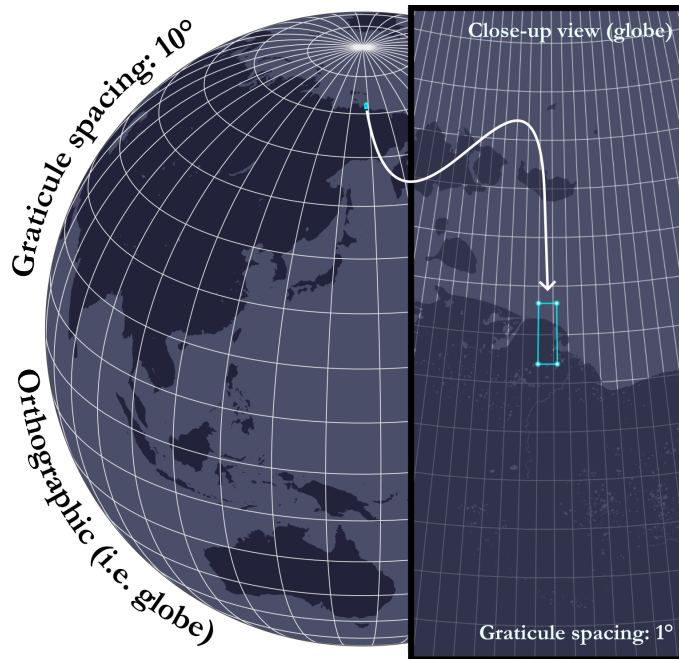 Graticule spacing: 10°
Orthographic (i.e. globe)
Close-up view (globe)
Graticule spacing: 1°